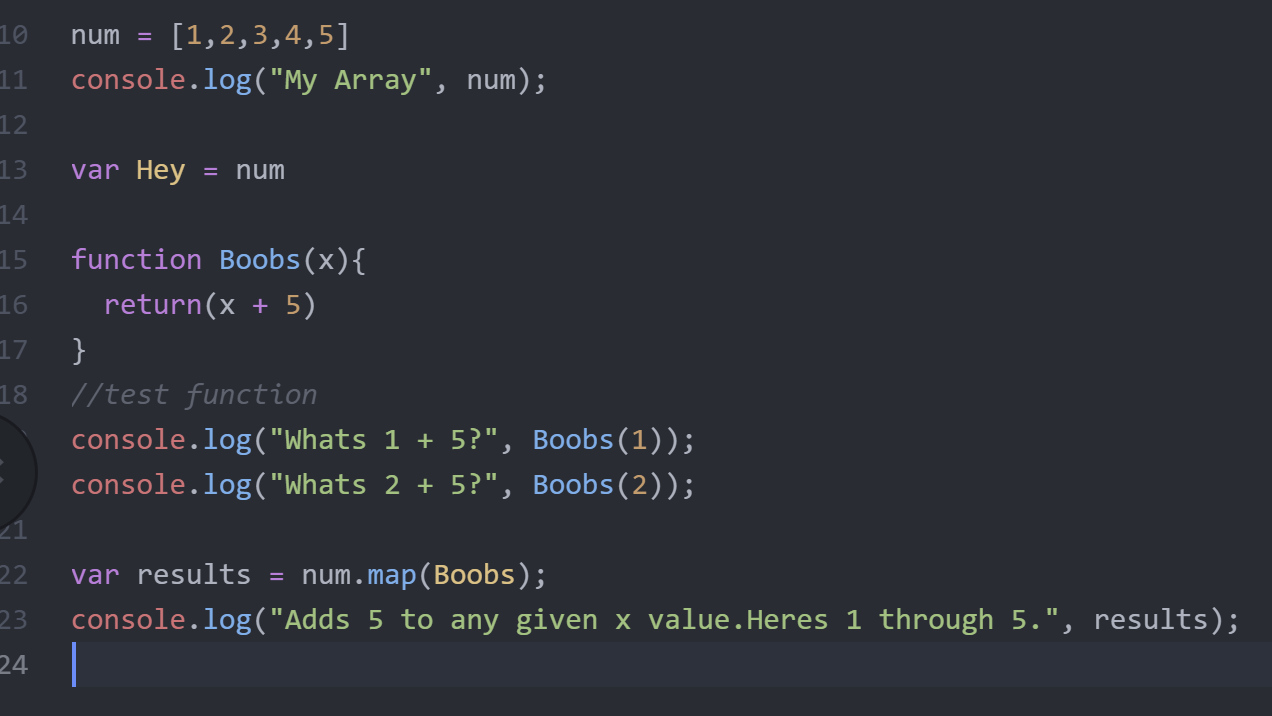 10 num = [1,2,3,4,5]
11 console.log("My Array", num);
12
13 var Hey = num
14
15 function Boobs(x){
16   return(x + 5)
17 }
18 //test function
console.log("Whats 1 + 5?", Boobs(1));
console.log("Whats 2 + 5?", Boobs(2));
21
22 var results = num.map(Boobs);
23 console.log("Adds 5 to any given x value.Heres 1 through 5.", results);
24